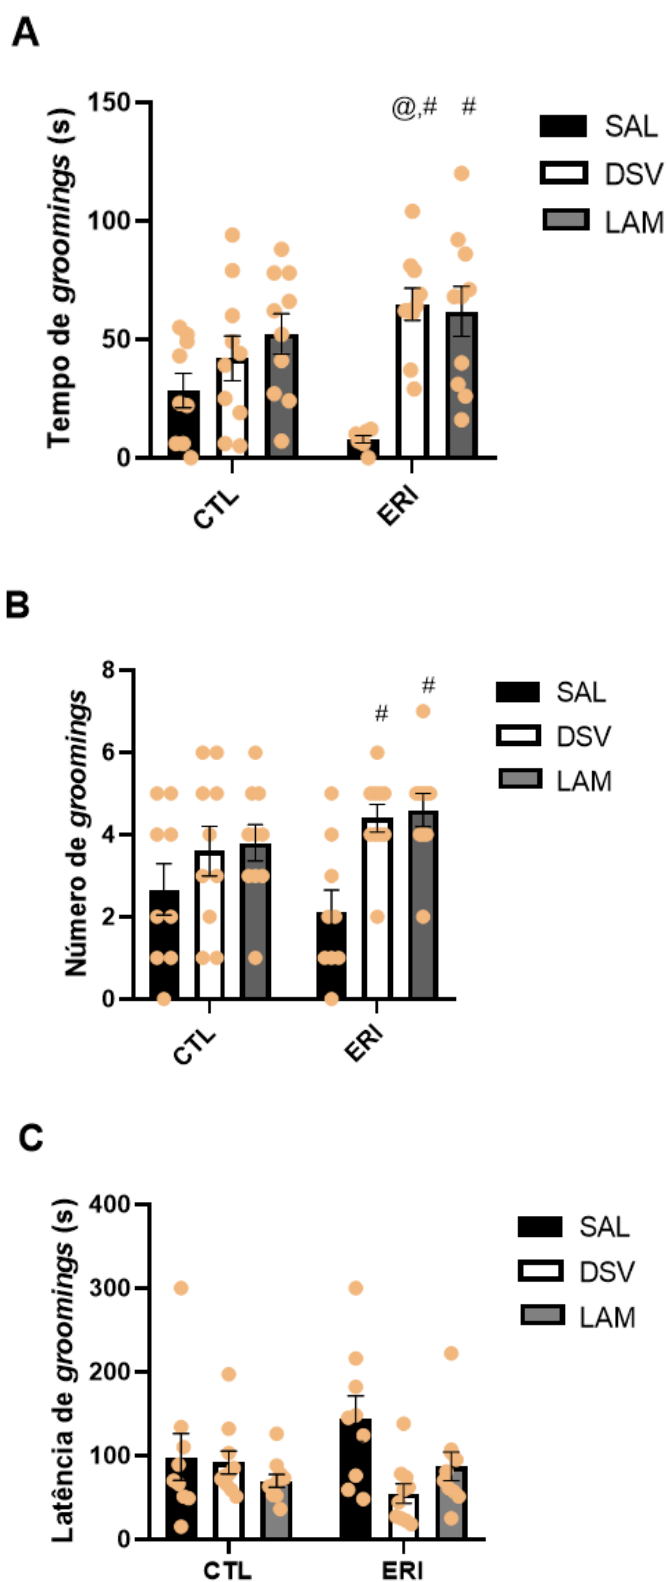 A
Tempo de groomings (s)
150
100
50
0
@,# #
SAL
DSV
LAM
CTL ERI
B
Número de groomings
8
6
4
2
0
# #
SAL
DSV
LAM
CTL ERI
C
Latência de groomings (s)
400
300
200
100
0
SAL
DSV
LAM
CTL ERI